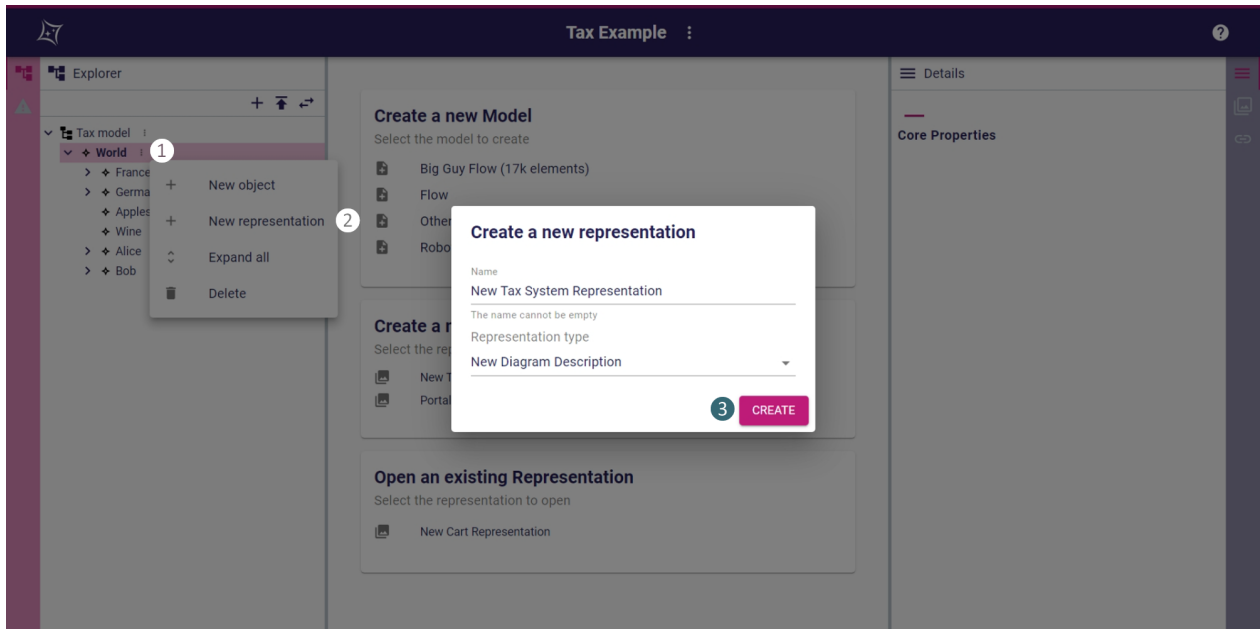 Tax Example
Explorer
Details
Tax model
World
1
France
Germa
Apples
Wine
Alice
Bob
New object
New representation
2
Expand all
Delete
Create a new Model
Select the model to create
Big Guy Flow (17k elements)
Flow
Other
Robo
Create a r
Select the rep
New T
Portal
Create a new representation
Name
New Tax System Representation
The name cannot be empty
Representation type
New Diagram Description
3
CREATE
Open an existing Representation
Select the representation to open
New Cart Representation
Core Properties